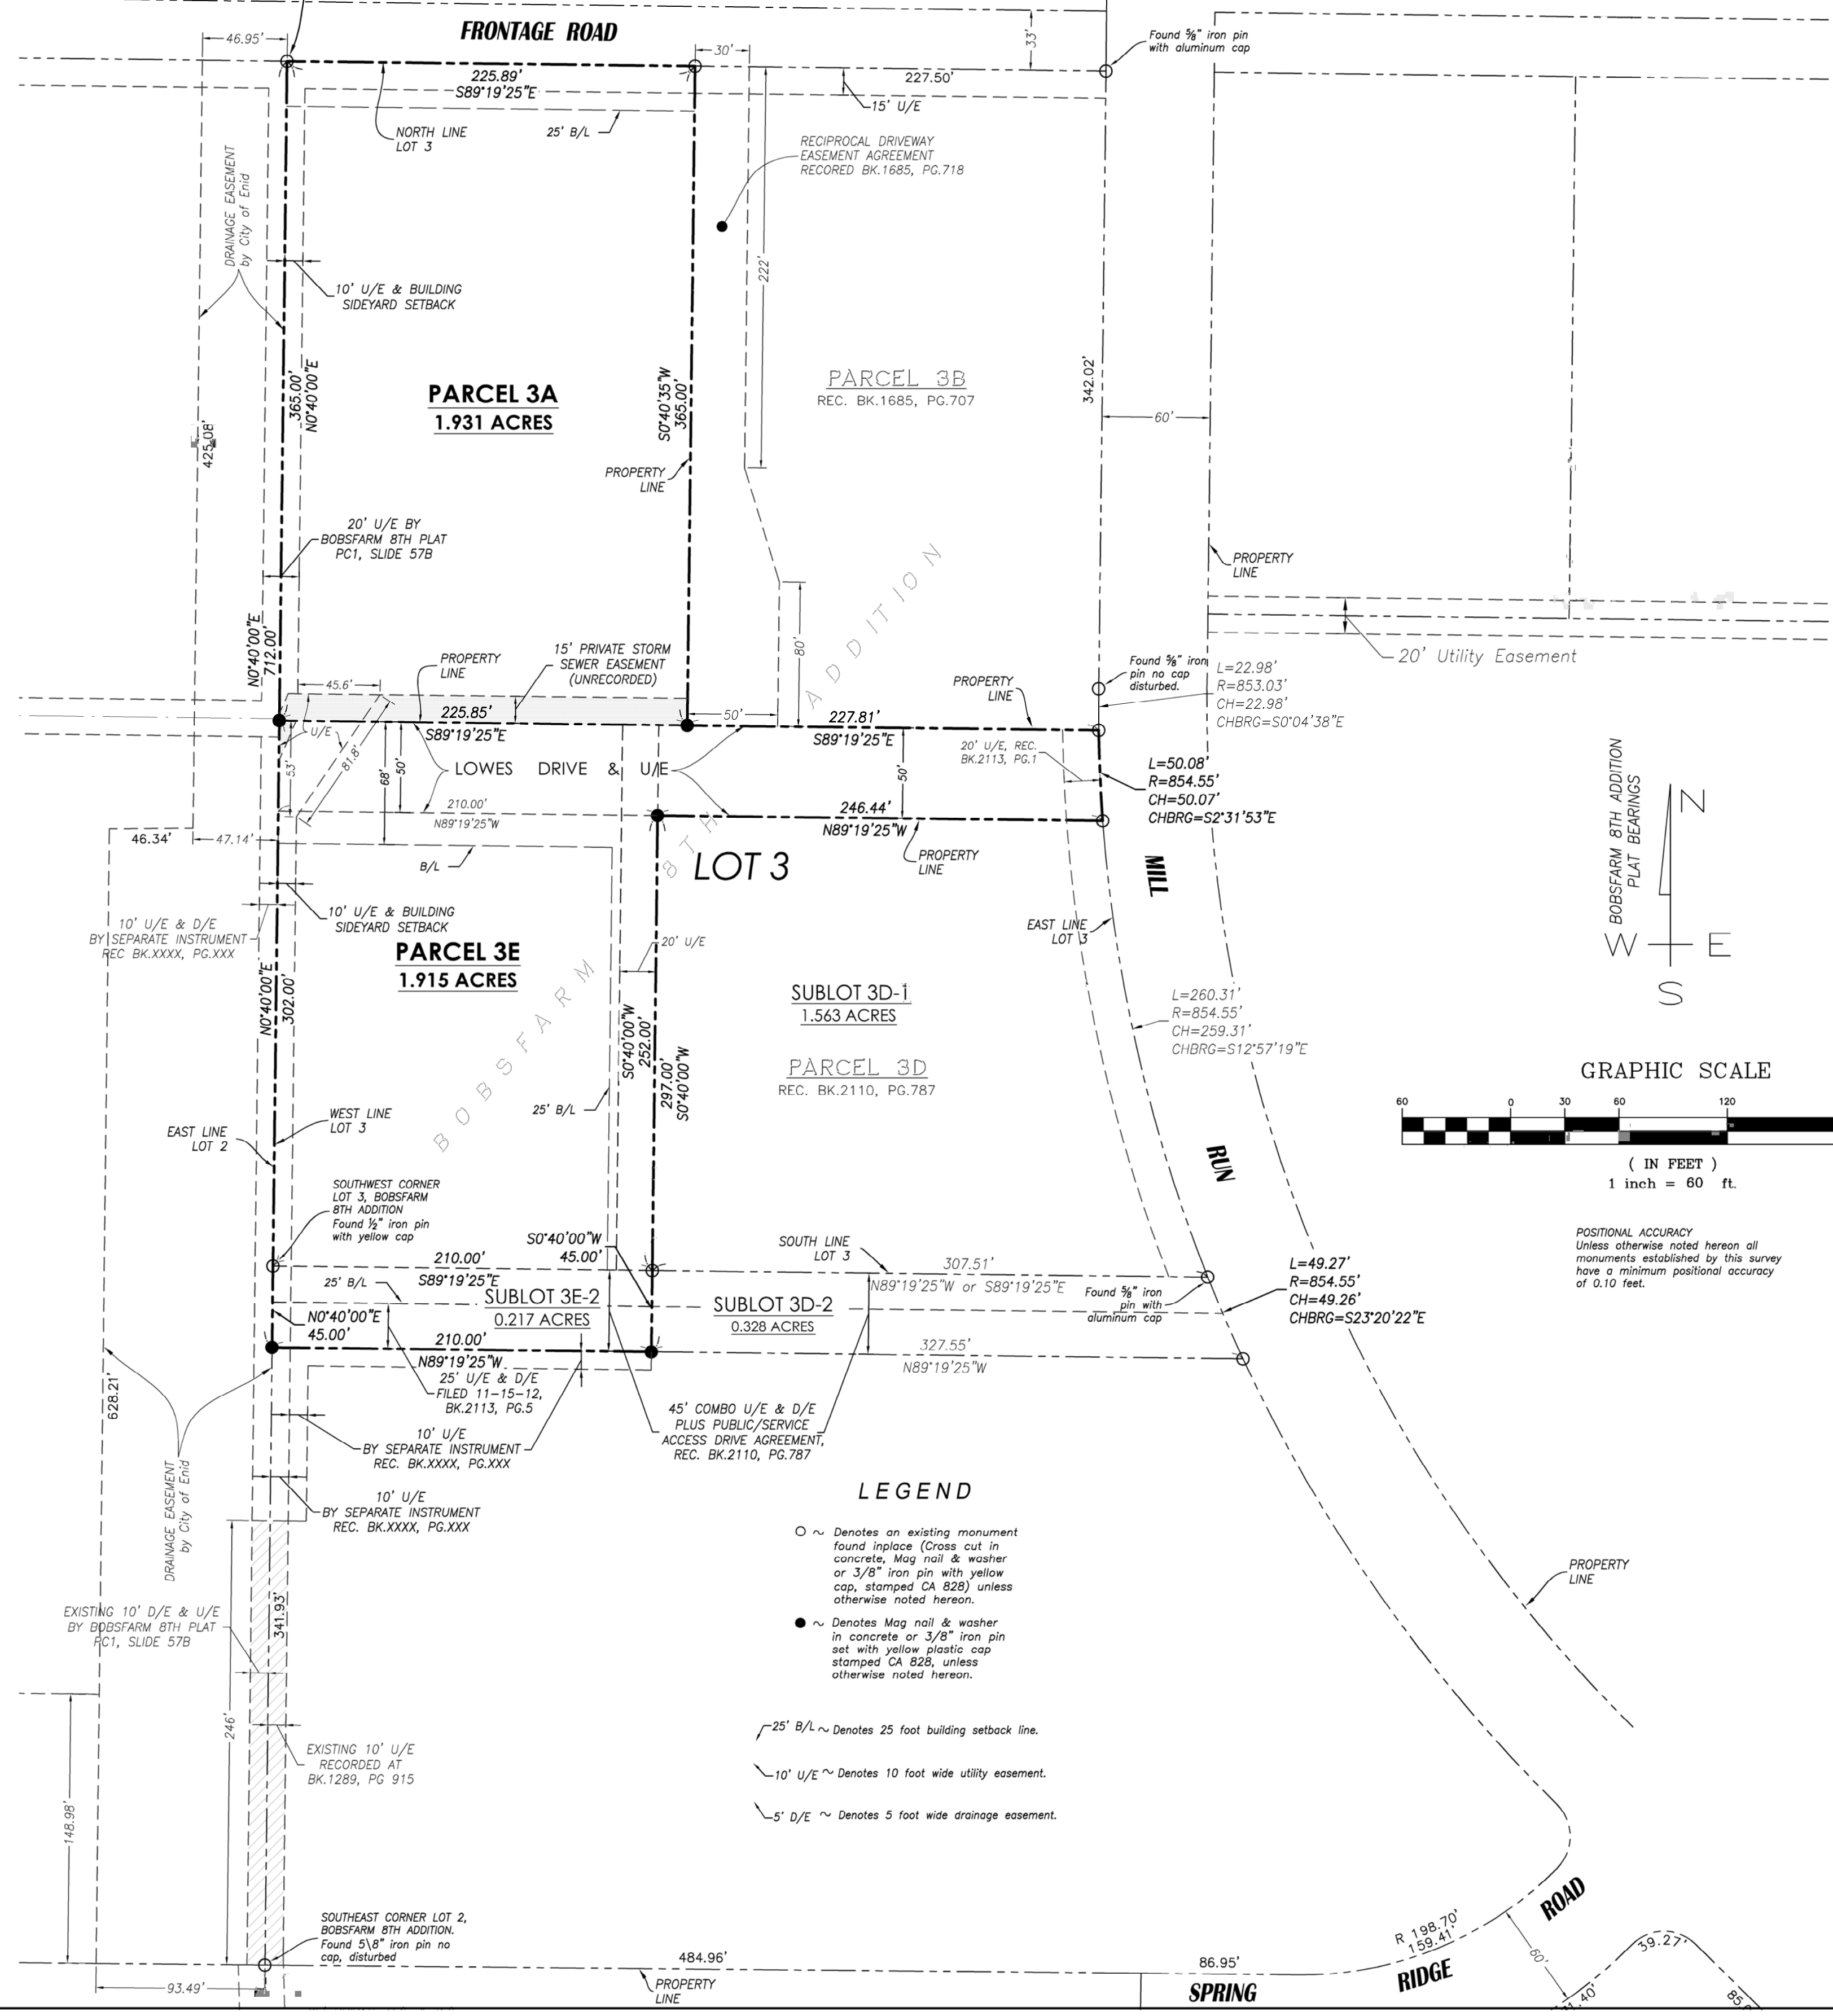 FRONTAGE ROAD
46.95'
30'
33'
Found ⅝" iron pin
with aluminum cap
225.89'
S89°19'25"E
227.50'
15' U/E
NORTH LINE
LOT 3
25' B/L
RECIPROCAL DRIVEWAY
EASEMENT AGREEMENT
RECORED BK.1685, PG.718
DRAINAGE EASEMENT
by City of Enid
222'
10' U/E & BUILDING
SIDEYARD SETBACK
365.00'
N0°40'00"E
PARCEL 3A
1.931 ACRES
S0°40'35"W
365.00'
PARCEL 3B
REC. BK.1685, PG.707
342.02'
60'
425.08'
PROPERTY
LINE
20' U/E BY
BOBSFARM 8TH PLAT
PC1, SLIDE 57B
PROPERTY
LINE
N0°40'00"E
712.00'
80'
20' Utility Easement
15' PRIVATE STORM
SEWER EASEMENT
(UNRECORDED)
PROPERTY
LINE
45.6'
Found ⅝" iron
pin no cap
disturbed.
L=22.98'
R=853.03'
CH=22.98'
CHBRG=S0°04'38"E
PROPERTY
LINE
225.85'
S89°19'25"E
50'
227.81'
S89°19'25"E
U/E
53'
81.8'
68'
50'
LOWES DRIVE & U/E
50'
20' U/E, REC.
BK.2113, PG.1
L=50.08'
R=854.55'
CH=50.07'
CHBRG=S2°31'53"E
210.00'
N89°19'25"W
246.44'
N89°19'25"W
46.34'
47.14'
B/L
LOT 3
PROPERTY
LINE
MILL
BOBSFARM 8TH ADDITION
PLAT BEARINGS
N
W
E
S
10' U/E & D/E
BY SEPARATE INSTRUMENT
REC BK.XXXX, PG.XXX
10' U/E & BUILDING
SIDEYARD SETBACK
EAST LINE
LOT 3
PARCEL 3E
1.915 ACRES
20' U/E
BOBSFARM 8TH ADDITION
N0°40'00"E
302.00'
S0°40'00"W
252.00'
297.00'
S0°40'00"W
SUBLOT 3D-1
1.563 ACRES
PARCEL 3D
REC. BK.2110, PG.787
L=260.31'
R=854.55'
CH=259.31'
CHBRG=S12°57'19"E
GRAPHIC SCALE
60 0 30 60 120
( IN FEET )
1 inch = 60 ft.
25' B/L
WEST LINE
LOT 3
EAST LINE
LOT 2
RUN
SOUTHWEST CORNER
LOT 3, BOBSFARM
8TH ADDITION
Found ½" iron pin
with yellow cap
POSITIONAL ACCURACY
Unless otherwise noted hereon all
monuments established by this survey
have a minimum positional accuracy
of 0.10 feet.
S0°40'00"W
45.00'
SOUTH LINE
LOT 3
210.00'
S89°19'25"E
307.51'
N89°19'25"W or S89°19'25"E
Found ⅝" iron
pin with
aluminum cap
L=49.27'
R=854.55'
CH=49.26'
CHBRG=S23°20'22"E
25' B/L
SUBLOT 3E-2
0.217 ACRES
SUBLOT 3D-2
0.328 ACRES
N0°40'00"E
45.00'
210.00'
N89°19'25"W
327.55'
N89°19'25"W
25' U/E & D/E
FILED 11-15-12,
BK.2113, PG.5
628.21'
10' U/E
BY SEPARATE INSTRUMENT
REC. BK.XXXX, PG.XXX
45' COMBO U/E & D/E
PLUS PUBLIC/SERVICE
ACCESS DRIVE AGREEMENT,
REC. BK.2110, PG.787
DRAINAGE EASEMENT
by City of Enid
10' U/E
BY SEPARATE INSTRUMENT
REC. BK.XXXX, PG.XXX
LEGEND
~ Denotes an existing monument
found inplace (Cross cut in
concrete, Mag nail & washer
or 3/8" iron pin with yellow
cap, stamped CA 828) unless
otherwise noted hereon.
~ Denotes Mag nail & washer
in concrete or 3/8" iron pin
set with yellow plastic cap
stamped CA 828, unless
otherwise noted hereon.
25' B/L ~ Denotes 25 foot building setback line.
10' U/E ~ Denotes 10 foot wide utility easement.
5' D/E ~ Denotes 5 foot wide drainage easement.
PROPERTY
LINE
EXISTING 10' D/E & U/E
BY BOBSFARM 8TH PLAT
PC1, SLIDE 57B
341.93'
246'
148.98'
EXISTING 10' U/E
RECORDED AT
BK.1289, PG 915
SOUTHEAST CORNER LOT 2,
BOBSFARM 8TH ADDITION.
Found 5\8" iron pin no
cap, disturbed
93.49'
484.96'
PROPERTY
LINE
86.95'
R 198.70'
159.41'
SPRING RIDGE ROAD
60'
39.27'